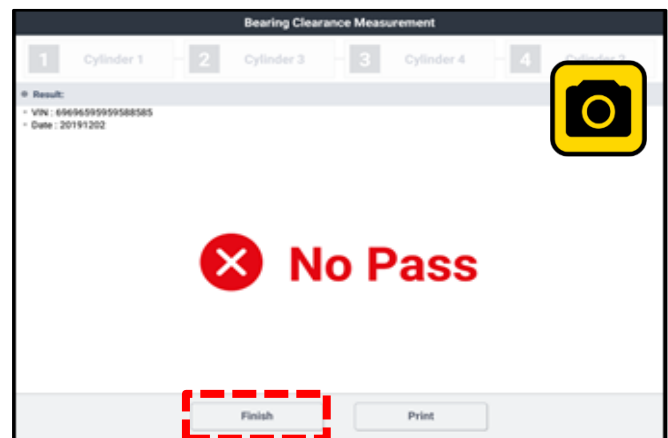 Bearing Clearance Measurement
1 Cylinder 1 2 Cylinder 3 3 Cylinder 4 4
Result:
VIN : 69696595959588585
Date : 20191202
No Pass
Finish Print